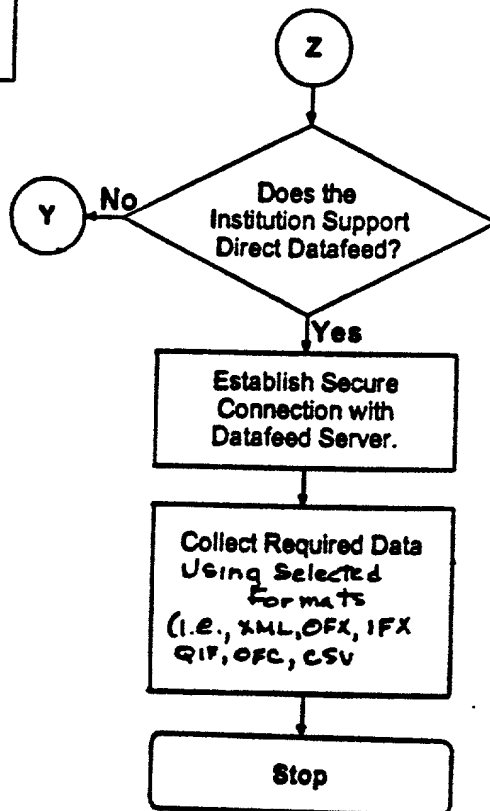 Z
Does the
Institution Support
Direct Datafeed?
No
Y
Yes
Establish Secure
Connection with
Datafeed Server.
Collect Required Data
Using Selected
Formats
(i.e., XML, OFX, IFX
QIF, OFC, CSV
Stop